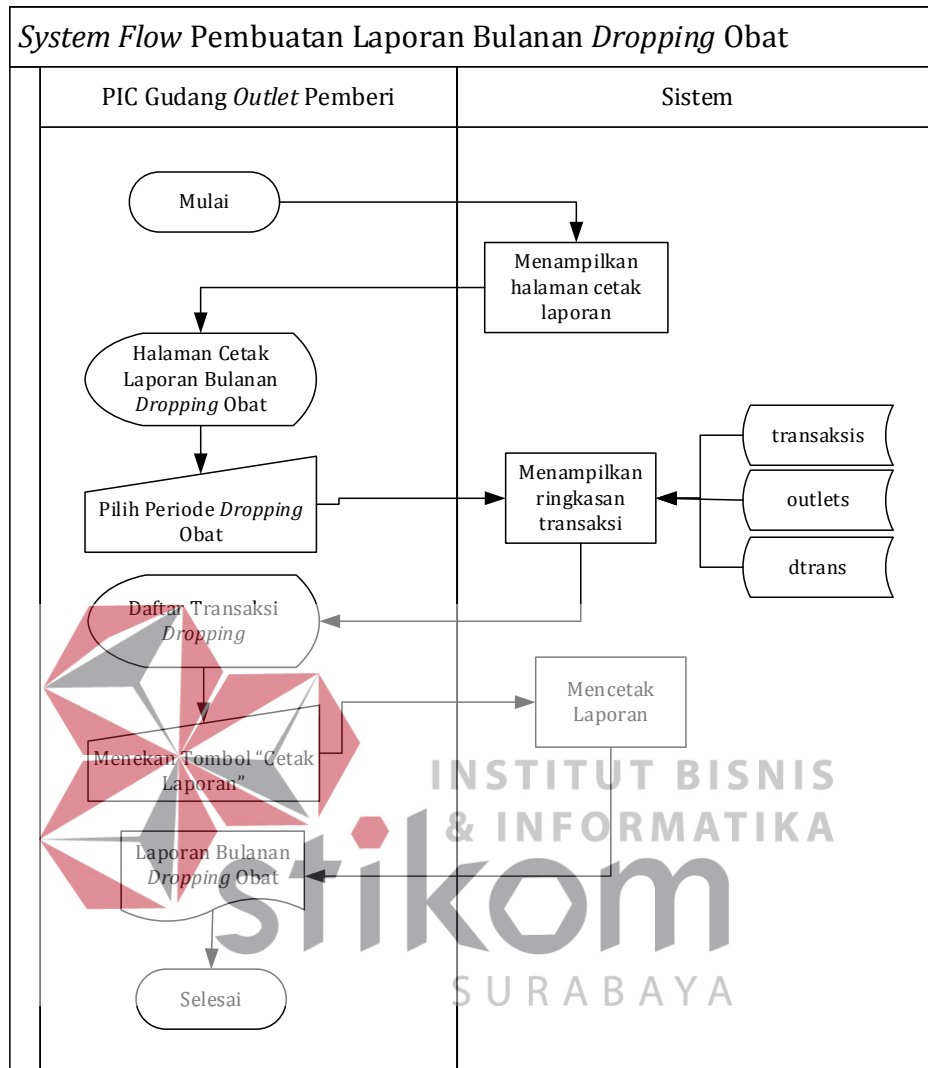 System Flow Pembuatan Laporan Bulanan Dropping Obat
PIC Gudang Outlet Pemberi
Sistem
Mulai
Menampilkan
halaman cetak
laporan
Halaman Cetak
Laporan Bulanan
Dropping Obat
Pilih Periode Dropping
Obat
Menampilkan
ringkasan
transaksi
transaksis
outlets
dtrans
Daftar Transaksi
Dropping
Menekan Tombol “Cetak
Laporan”
Mencetak
Laporan
Laporan Bulanan
Dropping Obat
Selesai
INSTITUT BISNIS
& INFORMATIKA
stikom
SURABAYA